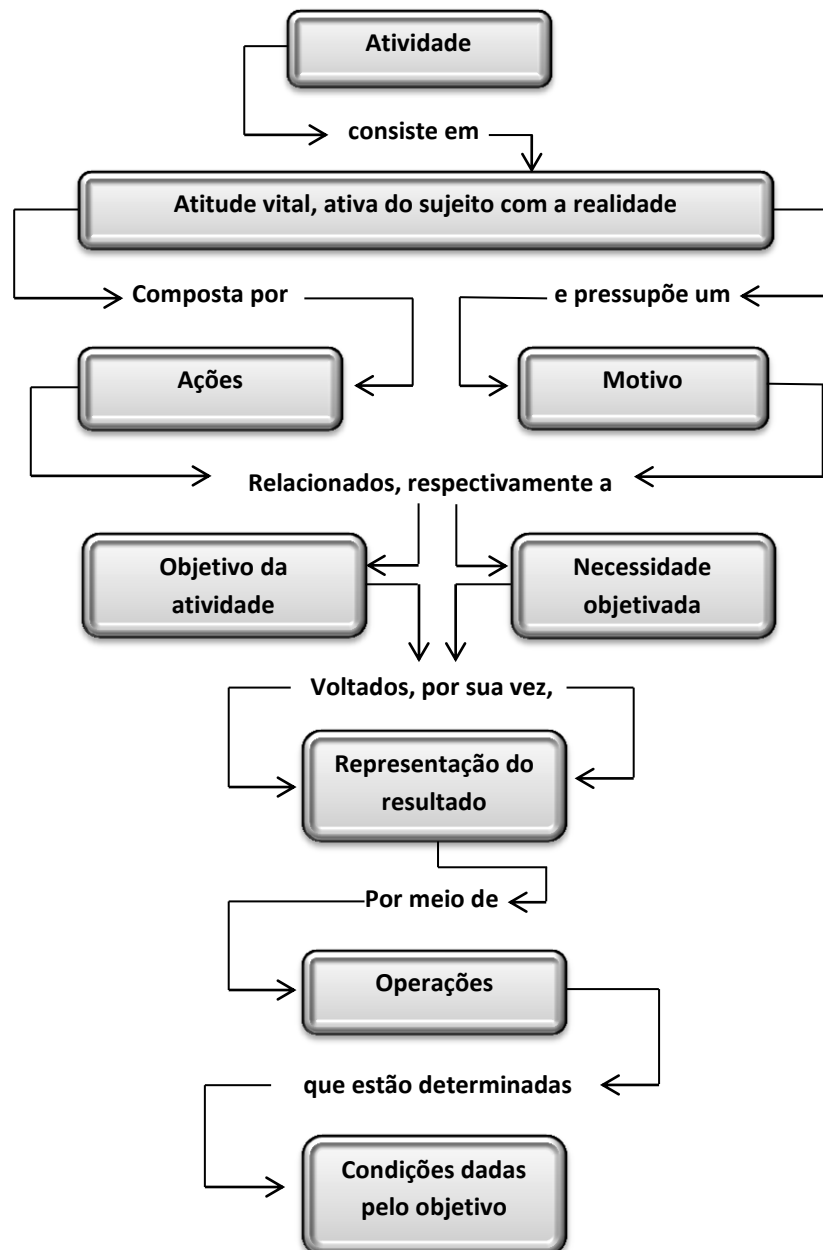 Atividade
consiste em
Atitude vital, ativa do sujeito com a realidade
Composta por
e pressupõe um
Ações
Motivo
Relacionados, respectivamente a
Objetivo da
atividade
Necessidade
objetivada
Voltados, por sua vez,
Representação do
resultado
Por meio de
Operações
que estão determinadas
Condições dadas
pelo objetivo